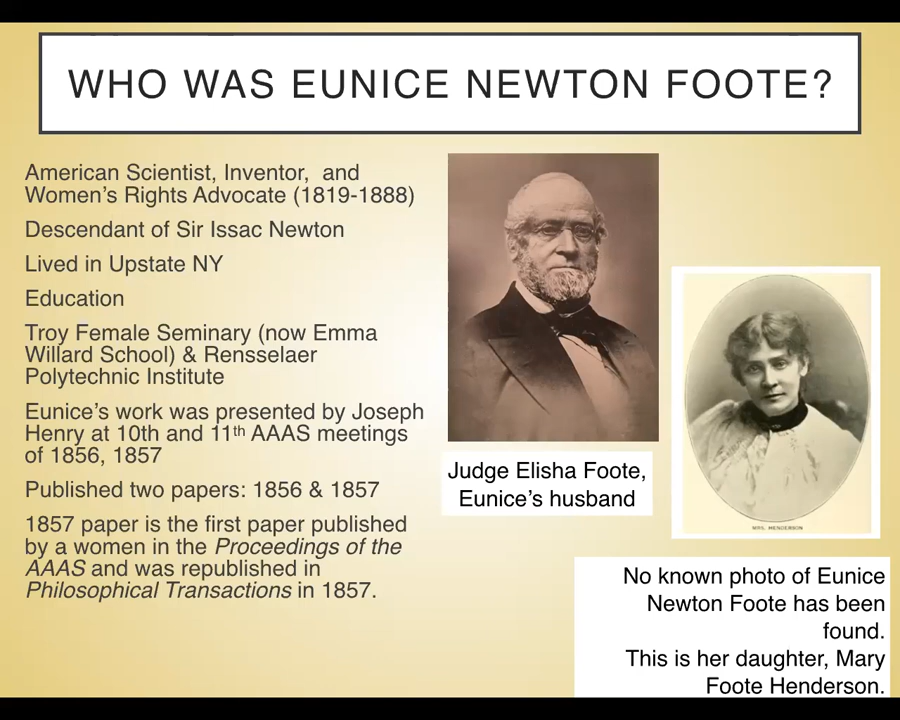 WHO WAS EUNICE NEWTON FOOTE?
American Scientist, Inventor, and
Women's Rights Advocate (1819-1888)
Descendant of Sir Issac Newton
Lived in Upstate NY
Education
Troy Female Seminary (now Emma
Willard School) & Rensselaer
Polytechnic Institute
Eunice's work was presented by Joseph
Henry at 10th and 11th AAAS meetings
of 1856, 1857
Published two papers: 1856 & 1857
1857 paper is the first paper published
by a women in the Proceedings of the
AAAS and was republished in
Philosophical Transactions in 1857.
Judge Elisha Foote,
Eunice's husband
MRS. HENDERSON
No known photo of Eunice
Newton Foote has been
found.
This is her daughter, Mary
Foote Henderson.